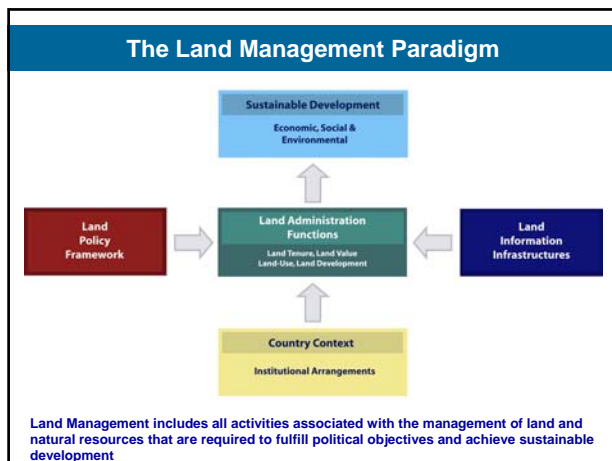 The Land Management Paradigm
Sustainable Development
Economic, Social &
Environmental
Land
Policy
Framework
Land Administration
Functions
Land Tenure, Land Value
Land-Use, Land Development
Land
Information
Infrastructures
Country Context
Institutional Arrangements
Land Management includes all activities associated with the management of land and
natural resources that are required to fulfill political objectives and achieve sustainable
development